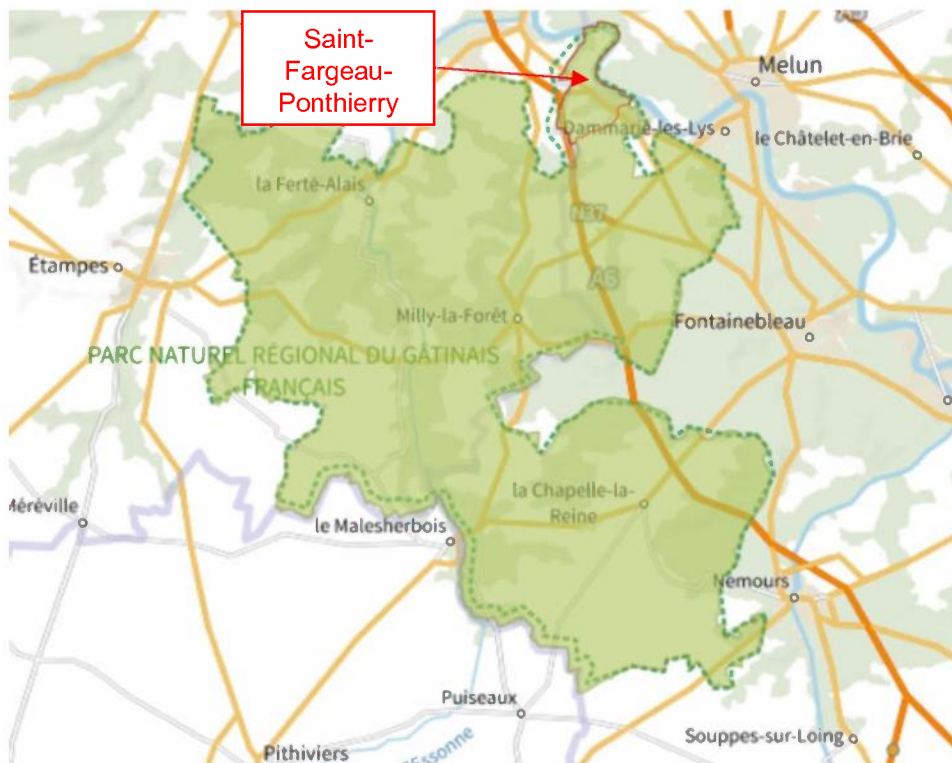 Saint-
Fargeau-
Ponthierry
Melun
Dammarie-les-Lys
le Châtelet-en-Brie
la Ferté-Alais
N37
Étampes
A6
Milly-la-Forêt
Fontainebleau
PARC NATUREL RÉGIONAL DU GÂTINAIS
FRANÇAIS
la Chapelle-la-
Reine
Méréville
le Malesherbois
Nemours
Puiseaux
Souppes-sur-Loing
Pithiviers
l'Essonne